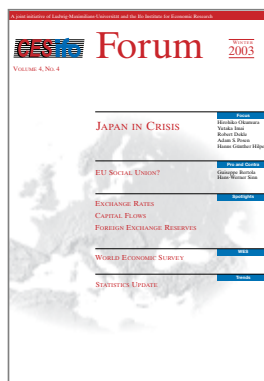 A joint initiative of Ludwig-Maximilians-Universität and the Ifo Institute for Economic Research
CESifo Forum
WINTER
2003
VOLUME 4, NO. 4
Focus
JAPAN IN CRISIS
Hirohiko Okumura
Yutaka Imai
Robert Dekle
Adam S. Posen
Hanns Günther Hilpert
Pro and Contra
EU SOCIAL UNION?
Giuseppe Bertola
Hans-Werner Sinn
Spotlights
EXCHANGE RATES
CAPITAL FLOWS
FOREIGN EXCHANGE RESERVES
WES
WORLD ECONOMIC SURVEY
Trends
STATISTICS UPDATE